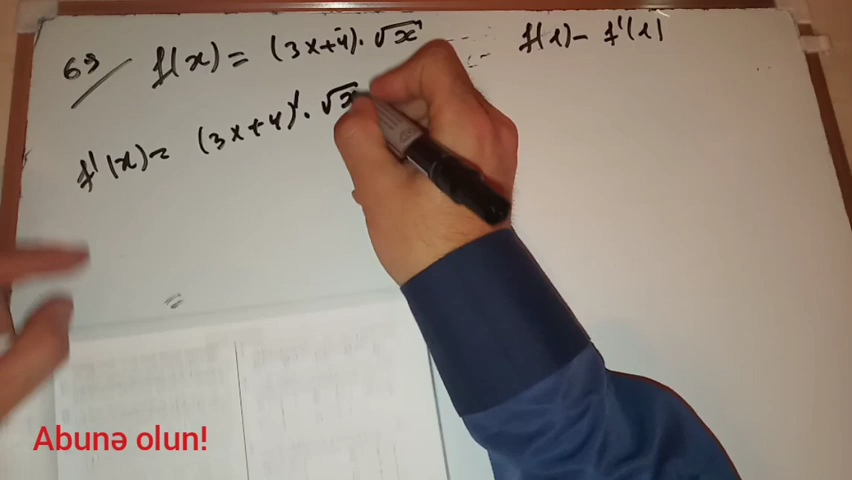 69 f(x) = (3x+4)·√x f(1) - f'(1)
f'(x) = (3x+4)'·√x
Abunə olun!